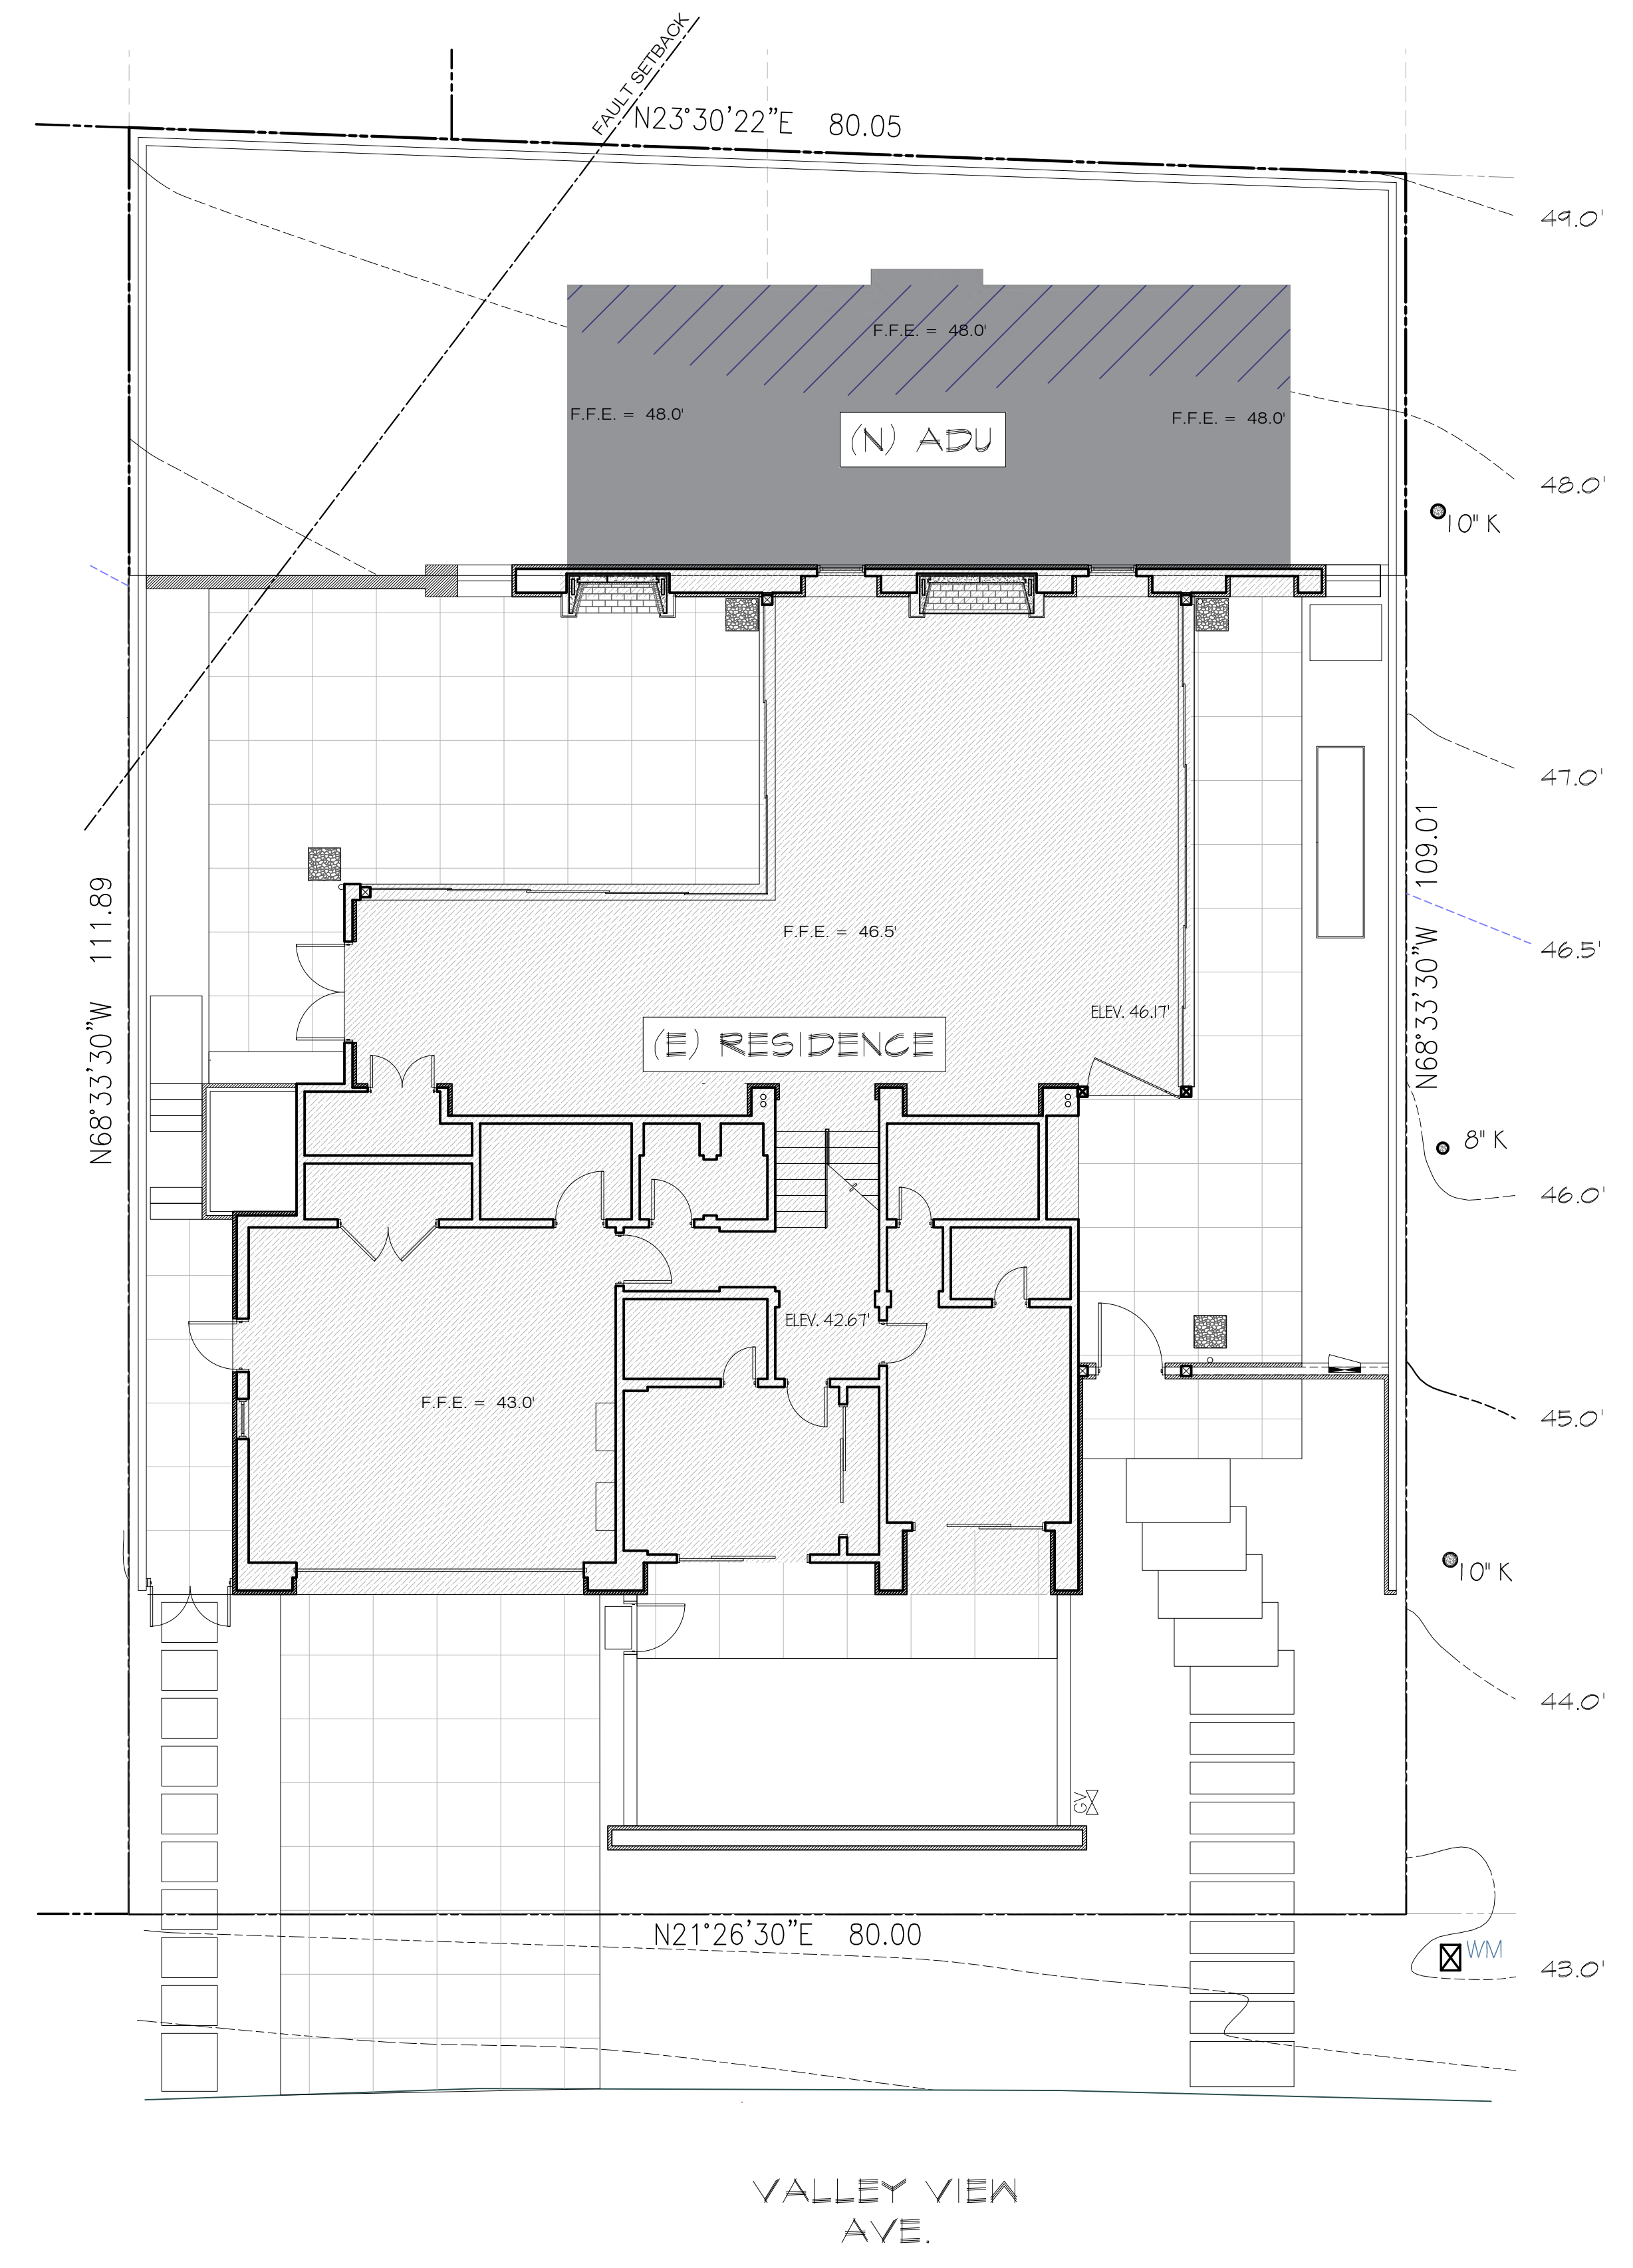 FAULT SETBACK
N23°30'22"E 80.05
49.0'
F.F.E. = 48.0'
F.F.E. = 48.0'
F.F.E. = 48.0'
(N) ADU
48.0'
10" K
47.0'
N68°33'30"W 111.89
N68°33'30"W 109.01
F.F.E. = 46.5'
46.5'
ELEV. 46.17'
(E) RESIDENCE
8" K
46.0'
ELEV. 42.67'
F.F.E. = 43.0'
45.0'
10" K
44.0'
GV
N21°26'30"E 80.00
WM
43.0'
VALLEY VIEW
AVE.